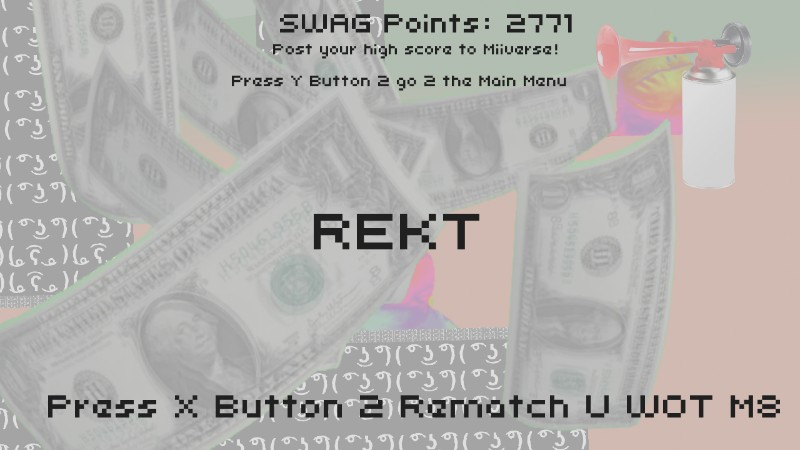 SWAG Points: 2771
Post your high score to Miiverse!
Press Y Button 2 go 2 the Main Menu
REKT
Press X Button 2 Rematch U WOT M8